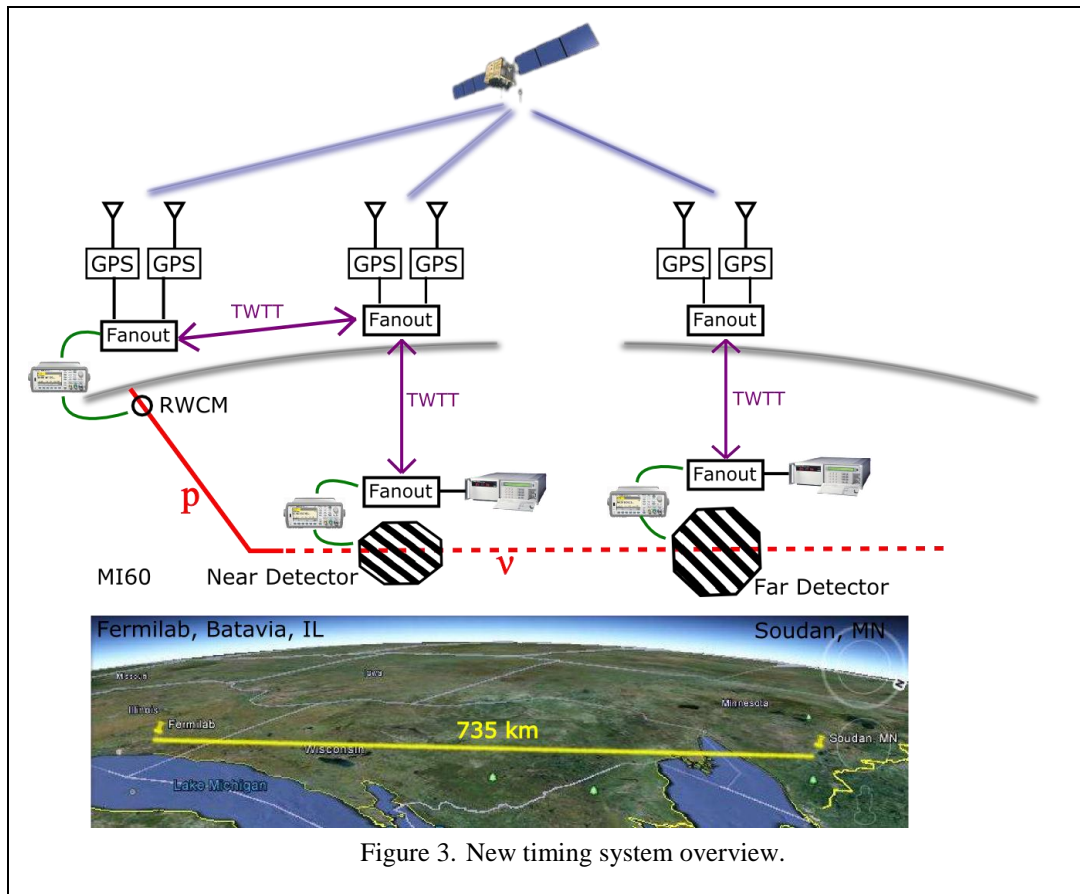 GPS GPS GPS GPS GPS GPS
TWTT
Fanout Fanout Fanout
RWCM
TWTT TWTT
Fanout Fanout
p
MI60 Near Detector ν Far Detector
Fermilab, Batavia, IL Soudan, MN
Missouri Iowa
Illinois Minnesota
Fermilab 735 km Soudan, MN
Wisconsin
Lake Michigan
N
Figure 3. New timing system overview.